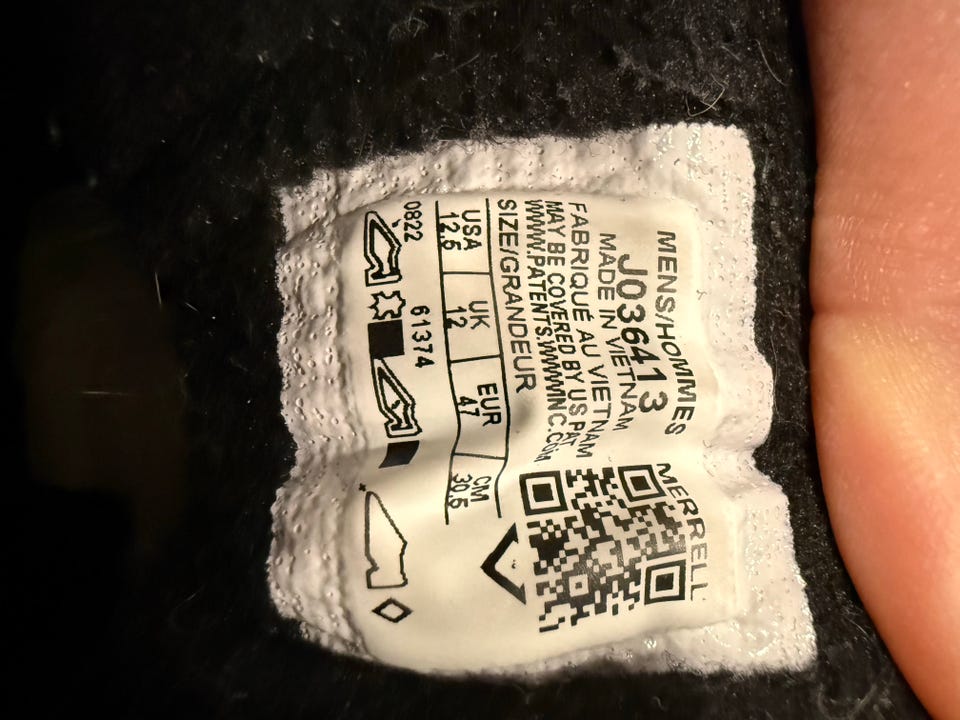 MENS/HOMMES
MERRELL
J036413
MADE IN VIETNAM
FABRIQUÉ AU VIETNAM
MAY BE COVERED BY US PAT
WWW.PATENTS.WWWINC.COM
SIZE/GRANDEUR
USA UK EUR CM
12.5 12 47 30.5
0822 61374